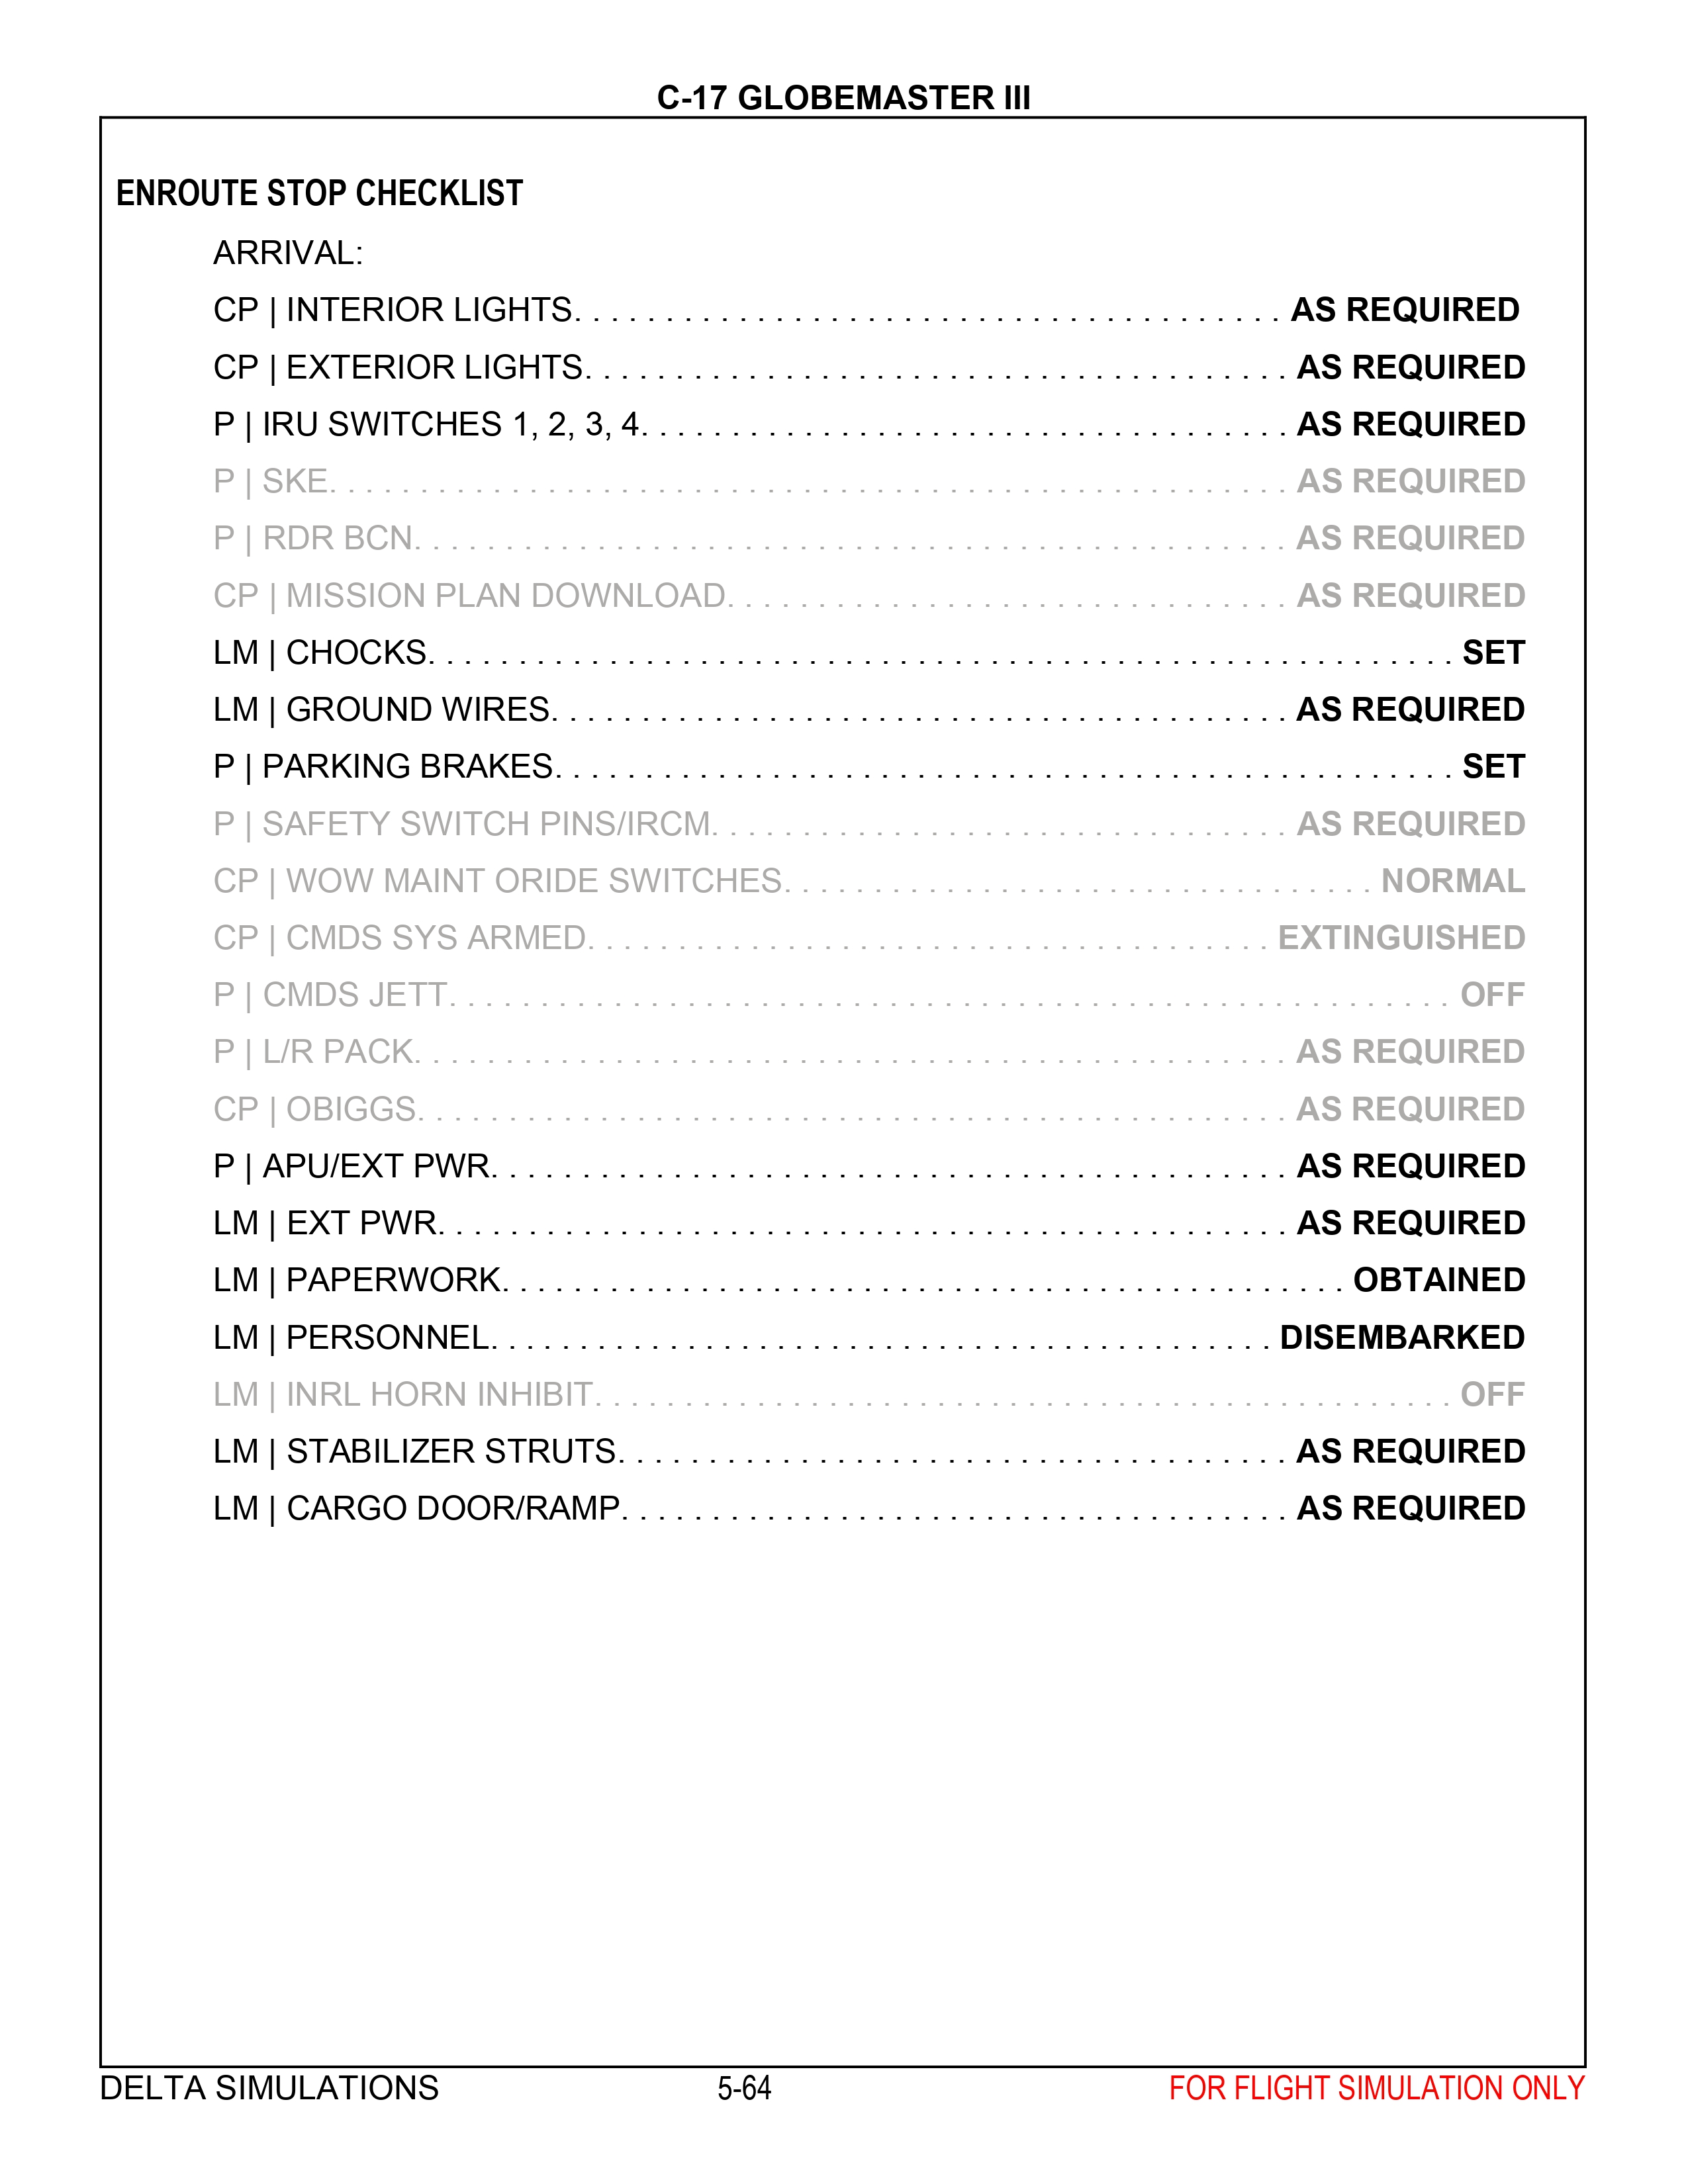 C-17 GLOBEMASTER III
ENROUTE STOP CHECKLIST
ARRIVAL:
CP | INTERIOR LIGHTS. . . . . . . . . . . . . . . . . . . . . . . . . . . . . . . . . . . . . . . AS REQUIRED
CP | EXTERIOR LIGHTS. . . . . . . . . . . . . . . . . . . . . . . . . . . . . . . . . . . . . . . AS REQUIRED
P | IRU SWITCHES 1, 2, 3, 4. . . . . . . . . . . . . . . . . . . . . . . . . . . . . . . . . . . . AS REQUIRED
P | SKE. . . . . . . . . . . . . . . . . . . . . . . . . . . . . . . . . . . . . . . . . . . . . . . . . . . . . AS REQUIRED
P | RDR BCN. . . . . . . . . . . . . . . . . . . . . . . . . . . . . . . . . . . . . . . . . . . . . . . . AS REQUIRED
CP | MISSION PLAN DOWNLOAD. . . . . . . . . . . . . . . . . . . . . . . . . . . . . . . AS REQUIRED
LM | CHOCKS. . . . . . . . . . . . . . . . . . . . . . . . . . . . . . . . . . . . . . . . . . . . . . . . . . . . . . . . . SET
LM | GROUND WIRES. . . . . . . . . . . . . . . . . . . . . . . . . . . . . . . . . . . . . . . . . AS REQUIRED
P | PARKING BRAKES. . . . . . . . . . . . . . . . . . . . . . . . . . . . . . . . . . . . . . . . . . . . . . . . . . SET
P | SAFETY SWITCH PINS/IRCM. . . . . . . . . . . . . . . . . . . . . . . . . . . . . . . . AS REQUIRED
CP | WOW MAINT ORIDE SWITCHES. . . . . . . . . . . . . . . . . . . . . . . . . . . . . . . . . NORMAL
CP | CMDS SYS ARMED. . . . . . . . . . . . . . . . . . . . . . . . . . . . . . . . . . . . . . EXTINGUISHED
P | CMDS JETT. . . . . . . . . . . . . . . . . . . . . . . . . . . . . . . . . . . . . . . . . . . . . . . . . . . . . . . OFF
P | L/R PACK. . . . . . . . . . . . . . . . . . . . . . . . . . . . . . . . . . . . . . . . . . . . . . . . AS REQUIRED
CP | OBIGGS. . . . . . . . . . . . . . . . . . . . . . . . . . . . . . . . . . . . . . . . . . . . . . . . AS REQUIRED
P | APU/EXT PWR. . . . . . . . . . . . . . . . . . . . . . . . . . . . . . . . . . . . . . . . . . . . AS REQUIRED
LM | EXT PWR. . . . . . . . . . . . . . . . . . . . . . . . . . . . . . . . . . . . . . . . . . . . . . . AS REQUIRED
LM | PAPERWORK. . . . . . . . . . . . . . . . . . . . . . . . . . . . . . . . . . . . . . . . . . . . . . . OBTAINED
LM | PERSONNEL. . . . . . . . . . . . . . . . . . . . . . . . . . . . . . . . . . . . . . . . . . . DISEMBARKED
LM | INRL HORN INHIBIT. . . . . . . . . . . . . . . . . . . . . . . . . . . . . . . . . . . . . . . . . . . . . . . OFF
LM | STABILIZER STRUTS. . . . . . . . . . . . . . . . . . . . . . . . . . . . . . . . . . . . . AS REQUIRED
LM | CARGO DOOR/RAMP. . . . . . . . . . . . . . . . . . . . . . . . . . . . . . . . . . . . . AS REQUIRED
DELTA SIMULATIONS 5-64 FOR FLIGHT SIMULATION ONLY